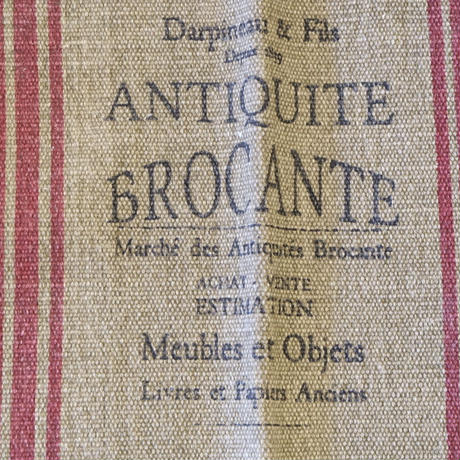 Darpineau & Fils
Depuis
ANTIQUITE
BROCANTE
Marché des Antiquités Brocante
ACHAT - VENTE
ESTIMATION
Meubles et Objets
Livres et Papiers Anciens